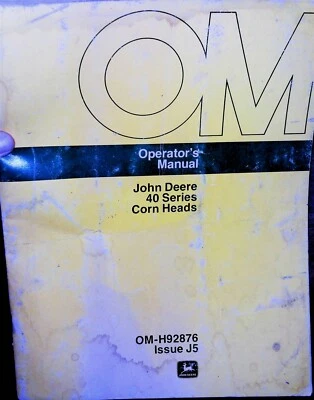 OM
Operator's
Manual
John Deere
40 Series
Corn Heads
OM-H92876
Issue J5